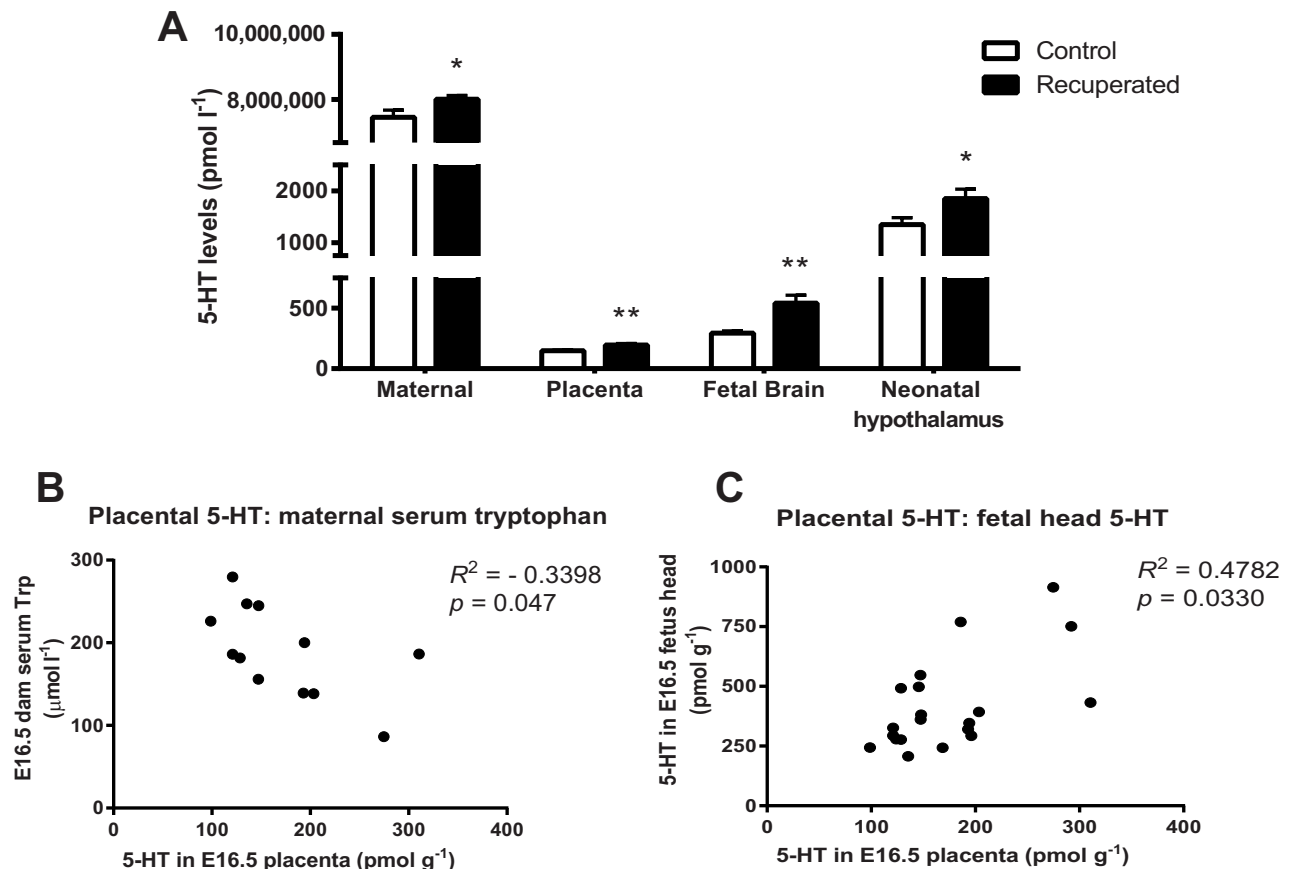 A
10,000,000
8,000,000
2000
1000
500
0
5-HT levels (pmol l-1)
Control
Recuperated
*
**
**
*
Maternal
Placenta
Fetal Brain
Neonatal
hypothalamus
B
Placental 5-HT: maternal serum tryptophan
R2 = - 0.3398
p = 0.047
300
200
100
0
E16.5 dam serum Trp
(μmol l-1)
0 100 200 300 400
5-HT in E16.5 placenta (pmol g-1)
C
Placental 5-HT: fetal head 5-HT
R2 = 0.4782
p = 0.0330
1000
750
500
250
0
5-HT in E16.5 fetus head
(pmol g-1)
0 100 200 300 400
5-HT in E16.5 placenta (pmol g-1)